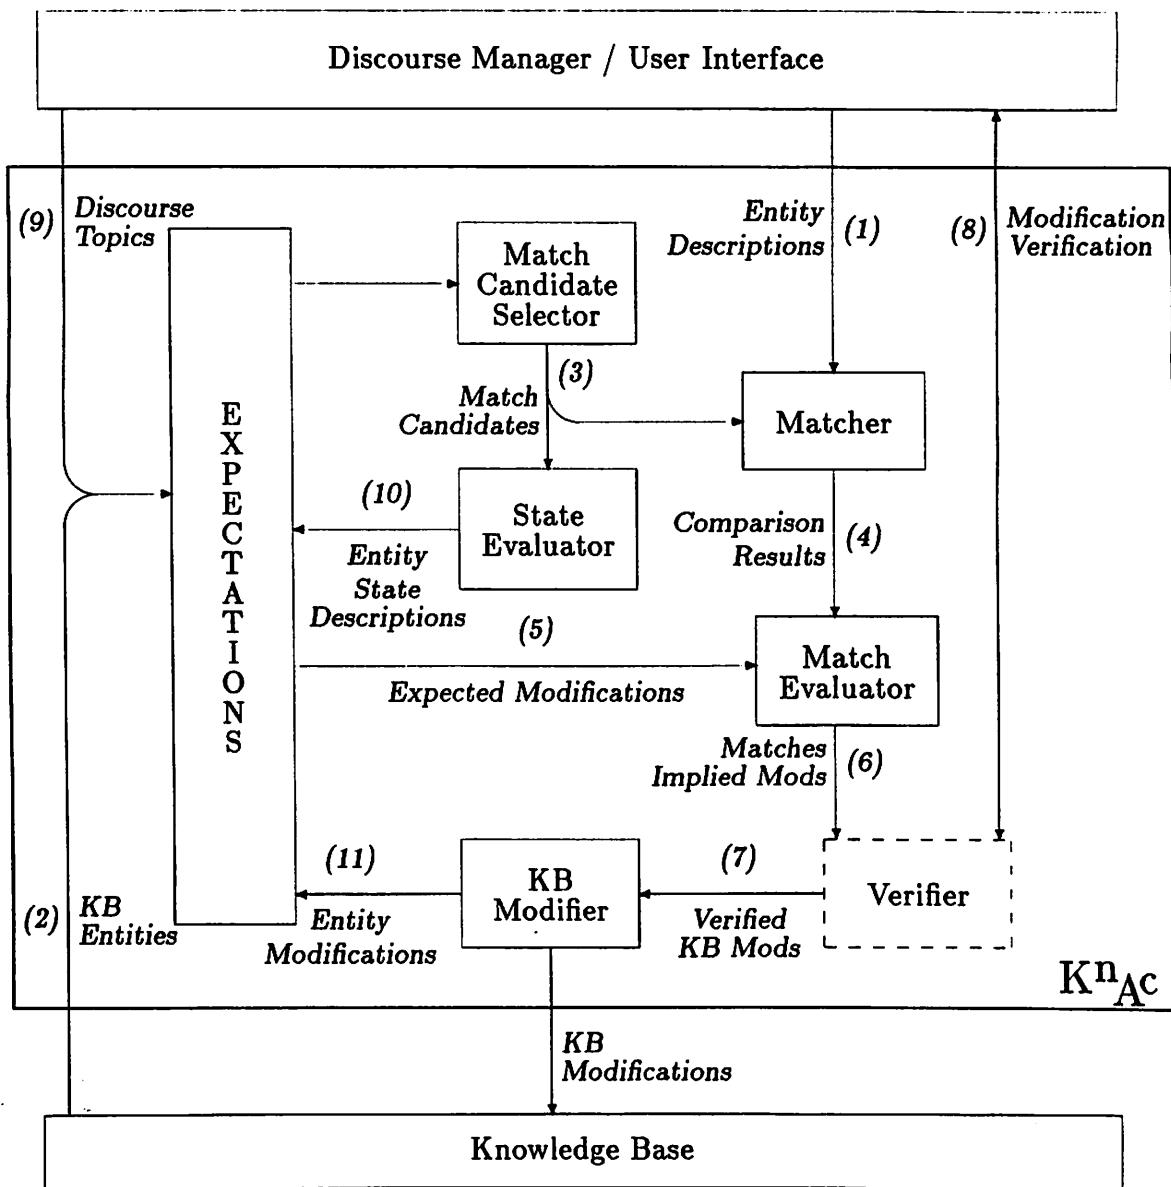 Discourse Manager / User Interface
(9)
Discourse
Topics
Entity
Descriptions
(1)
(8)
Modification
Verification
Match
Candidate
Selector
(3)
Match
Candidates
Matcher
EXPECTATIONS
(10)
State
Evaluator
Entity
State
Descriptions
Comparison
Results
(4)
(5)
Expected Modifications
Match
Evaluator
Matches
Implied Mods
(6)
(11)
KB
Modifier
(7)
Verifier
(2)
KB
Entities
Entity
Modifications
Verified
KB Mods
KnAc
KB
Modifications
Knowledge Base